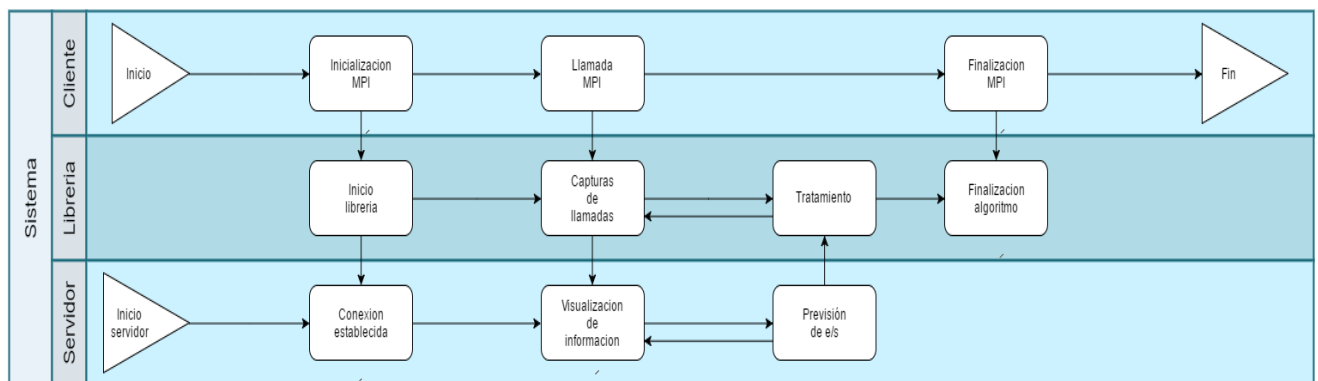 Sistema
Cliente
Inicio
Inicializacion
MPI
Llamada
MPI
Finalizacion
MPI
Fin
Libreria
Inicio
libreria
Capturas
de
llamadas
Tratamiento
Finalizacion
algoritmo
Servidor
Inicio
servidor
Conexion
establecida
Visualizacion
de
informacion
Previsión
de e/s